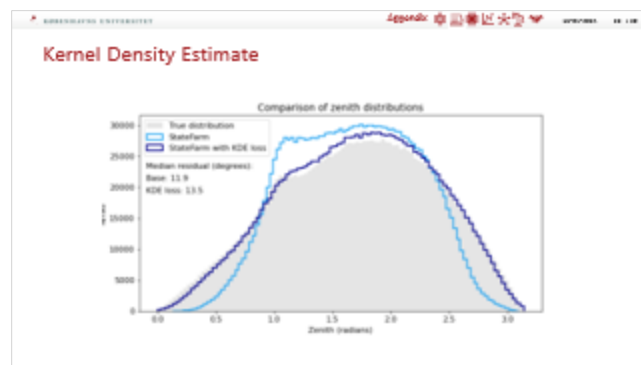 KØBENHAVNS UNIVERSITET
Appendix
Kernel Density Estimate
Comparison of zenith distributions
True distribution
StateFarm
StateFarm with KDE loss
Median residual (degrees):
Base: 11.9
KDE loss: 13.5
30000
25000
20000
15000
10000
5000
0
0.0 0.5 1.0 1.5 2.0 2.5 3.0
Zenith (radians)